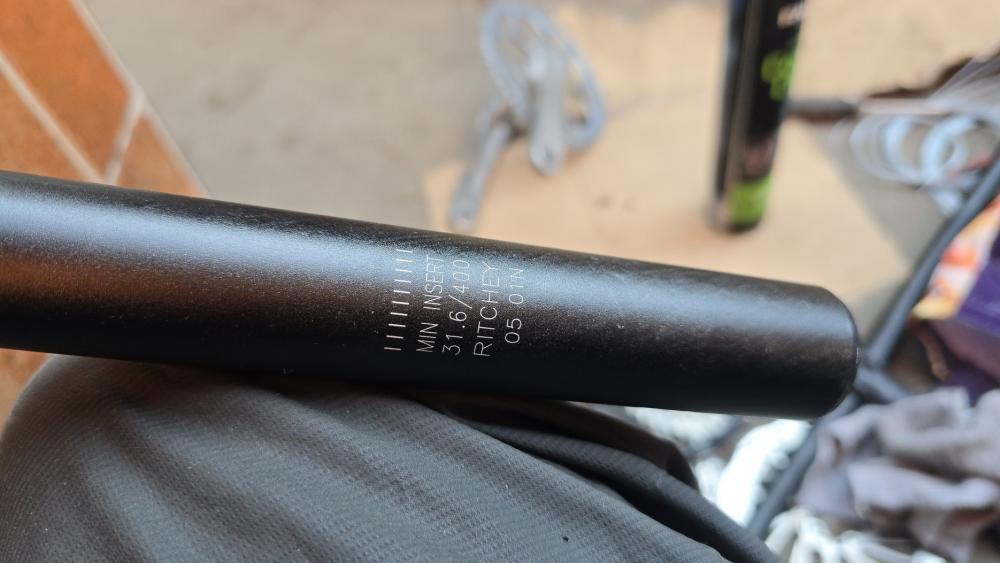 MIN INSERT
31.6/400
RITCHEY
05 01N